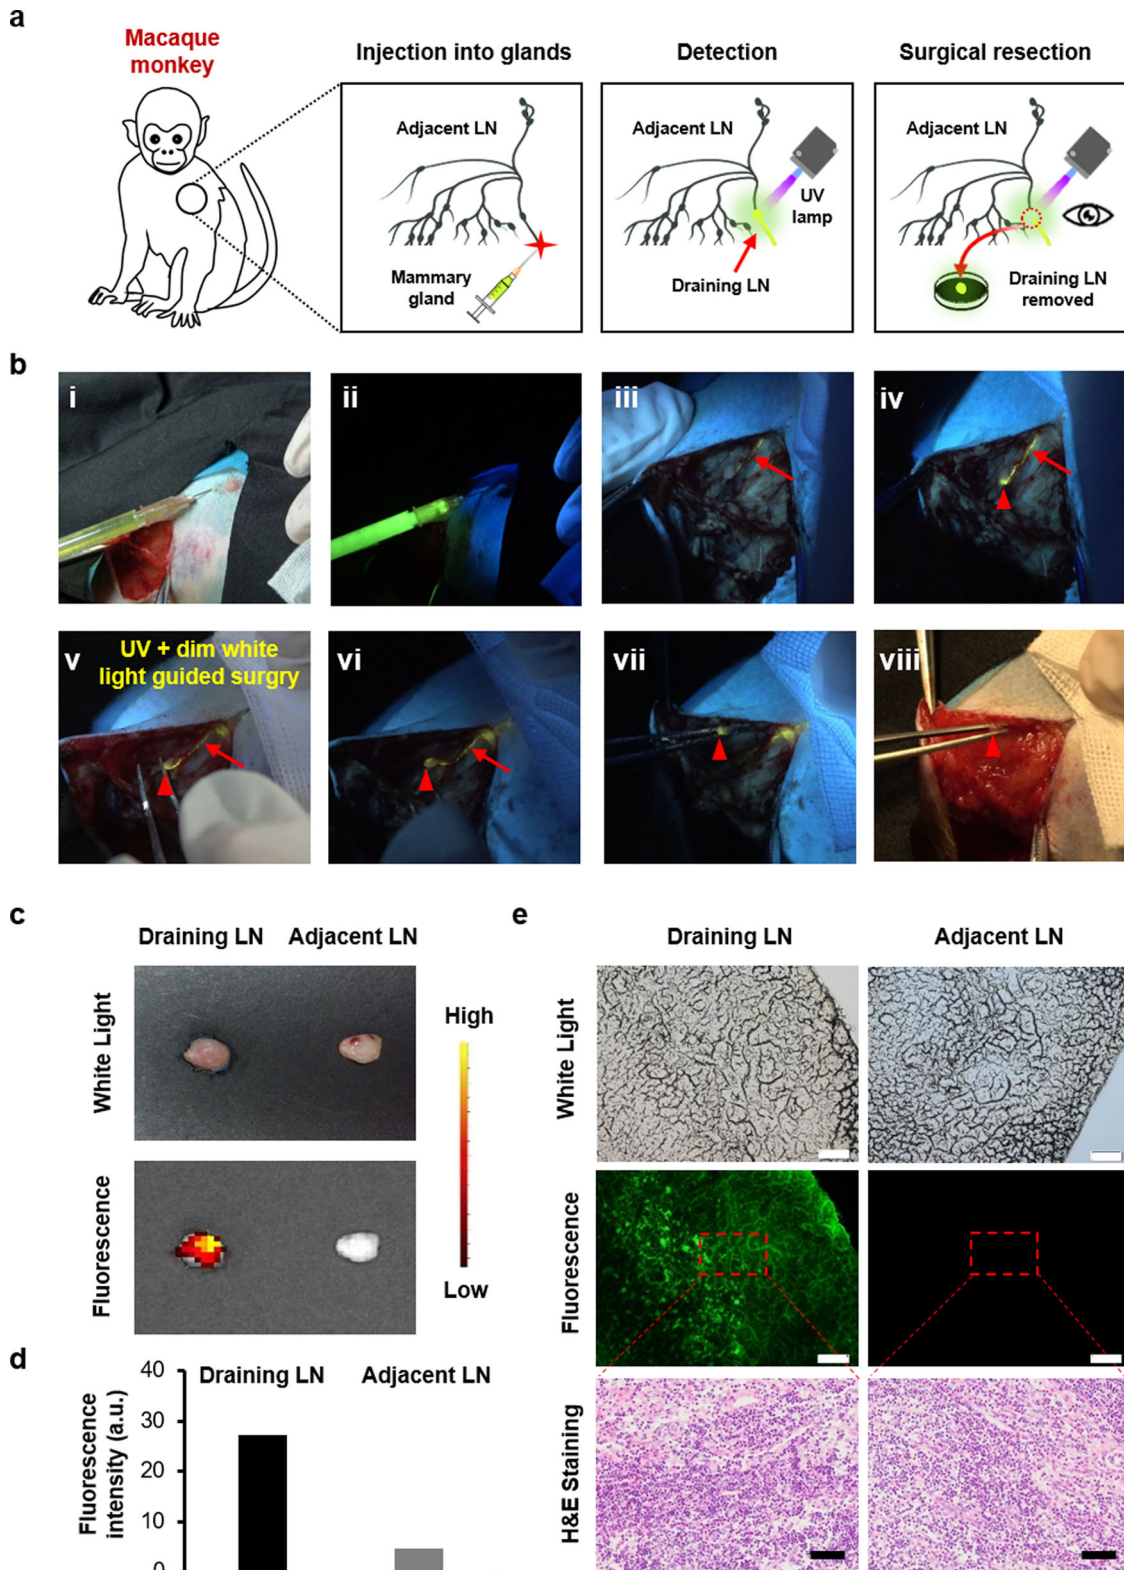 a
Macaque
monkey
Injection into glands
Adjacent LN
Mammary
gland
Detection
Adjacent LN
UV
lamp
Draining LN
Surgical resection
Adjacent LN
Draining LN
removed
b
i
ii
iii
iv
v
UV + dim white
light guided surgry
vi
vii
viii
c
Draining LN
Adjacent LN
White Light
Fluorescence
High
Low
d
Fluorescence
intensity (a.u.)
40
30
20
10
0
Draining LN
Adjacent LN
e
Draining LN
Adjacent LN
White Light
Fluorescence
H&E Staining